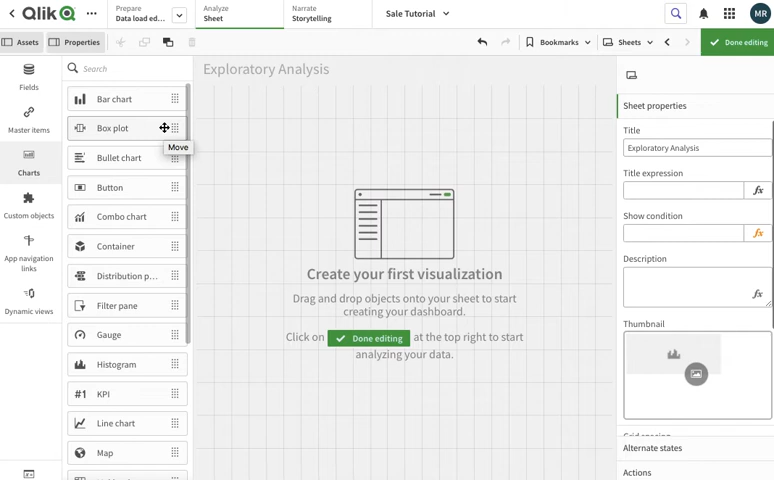 Qlik
Prepare
Data load ed...
Analyze
Sheet
Narrate
Storytelling
Sale Tutorial
MR
Assets
Properties
Bookmarks
Sheets
Done editing
Fields
Master items
Charts
Custom objects
App navigation
links
Dynamic views
Search
Bar chart
Box plot
Move
Bullet chart
Button
Combo chart
Container
Distribution p...
Filter pane
Gauge
Histogram
#1 KPI
Line chart
Map
Exploratory Analysis
Create your first visualization
Drag and drop objects onto your sheet to start
creating your dashboard.
Click on Done editing at the top right to start
analyzing your data.
Sheet properties
Title
Exploratory Analysis
Title expression
fx
Show condition
fx
Description
fx
Thumbnail
Alternate states
Actions